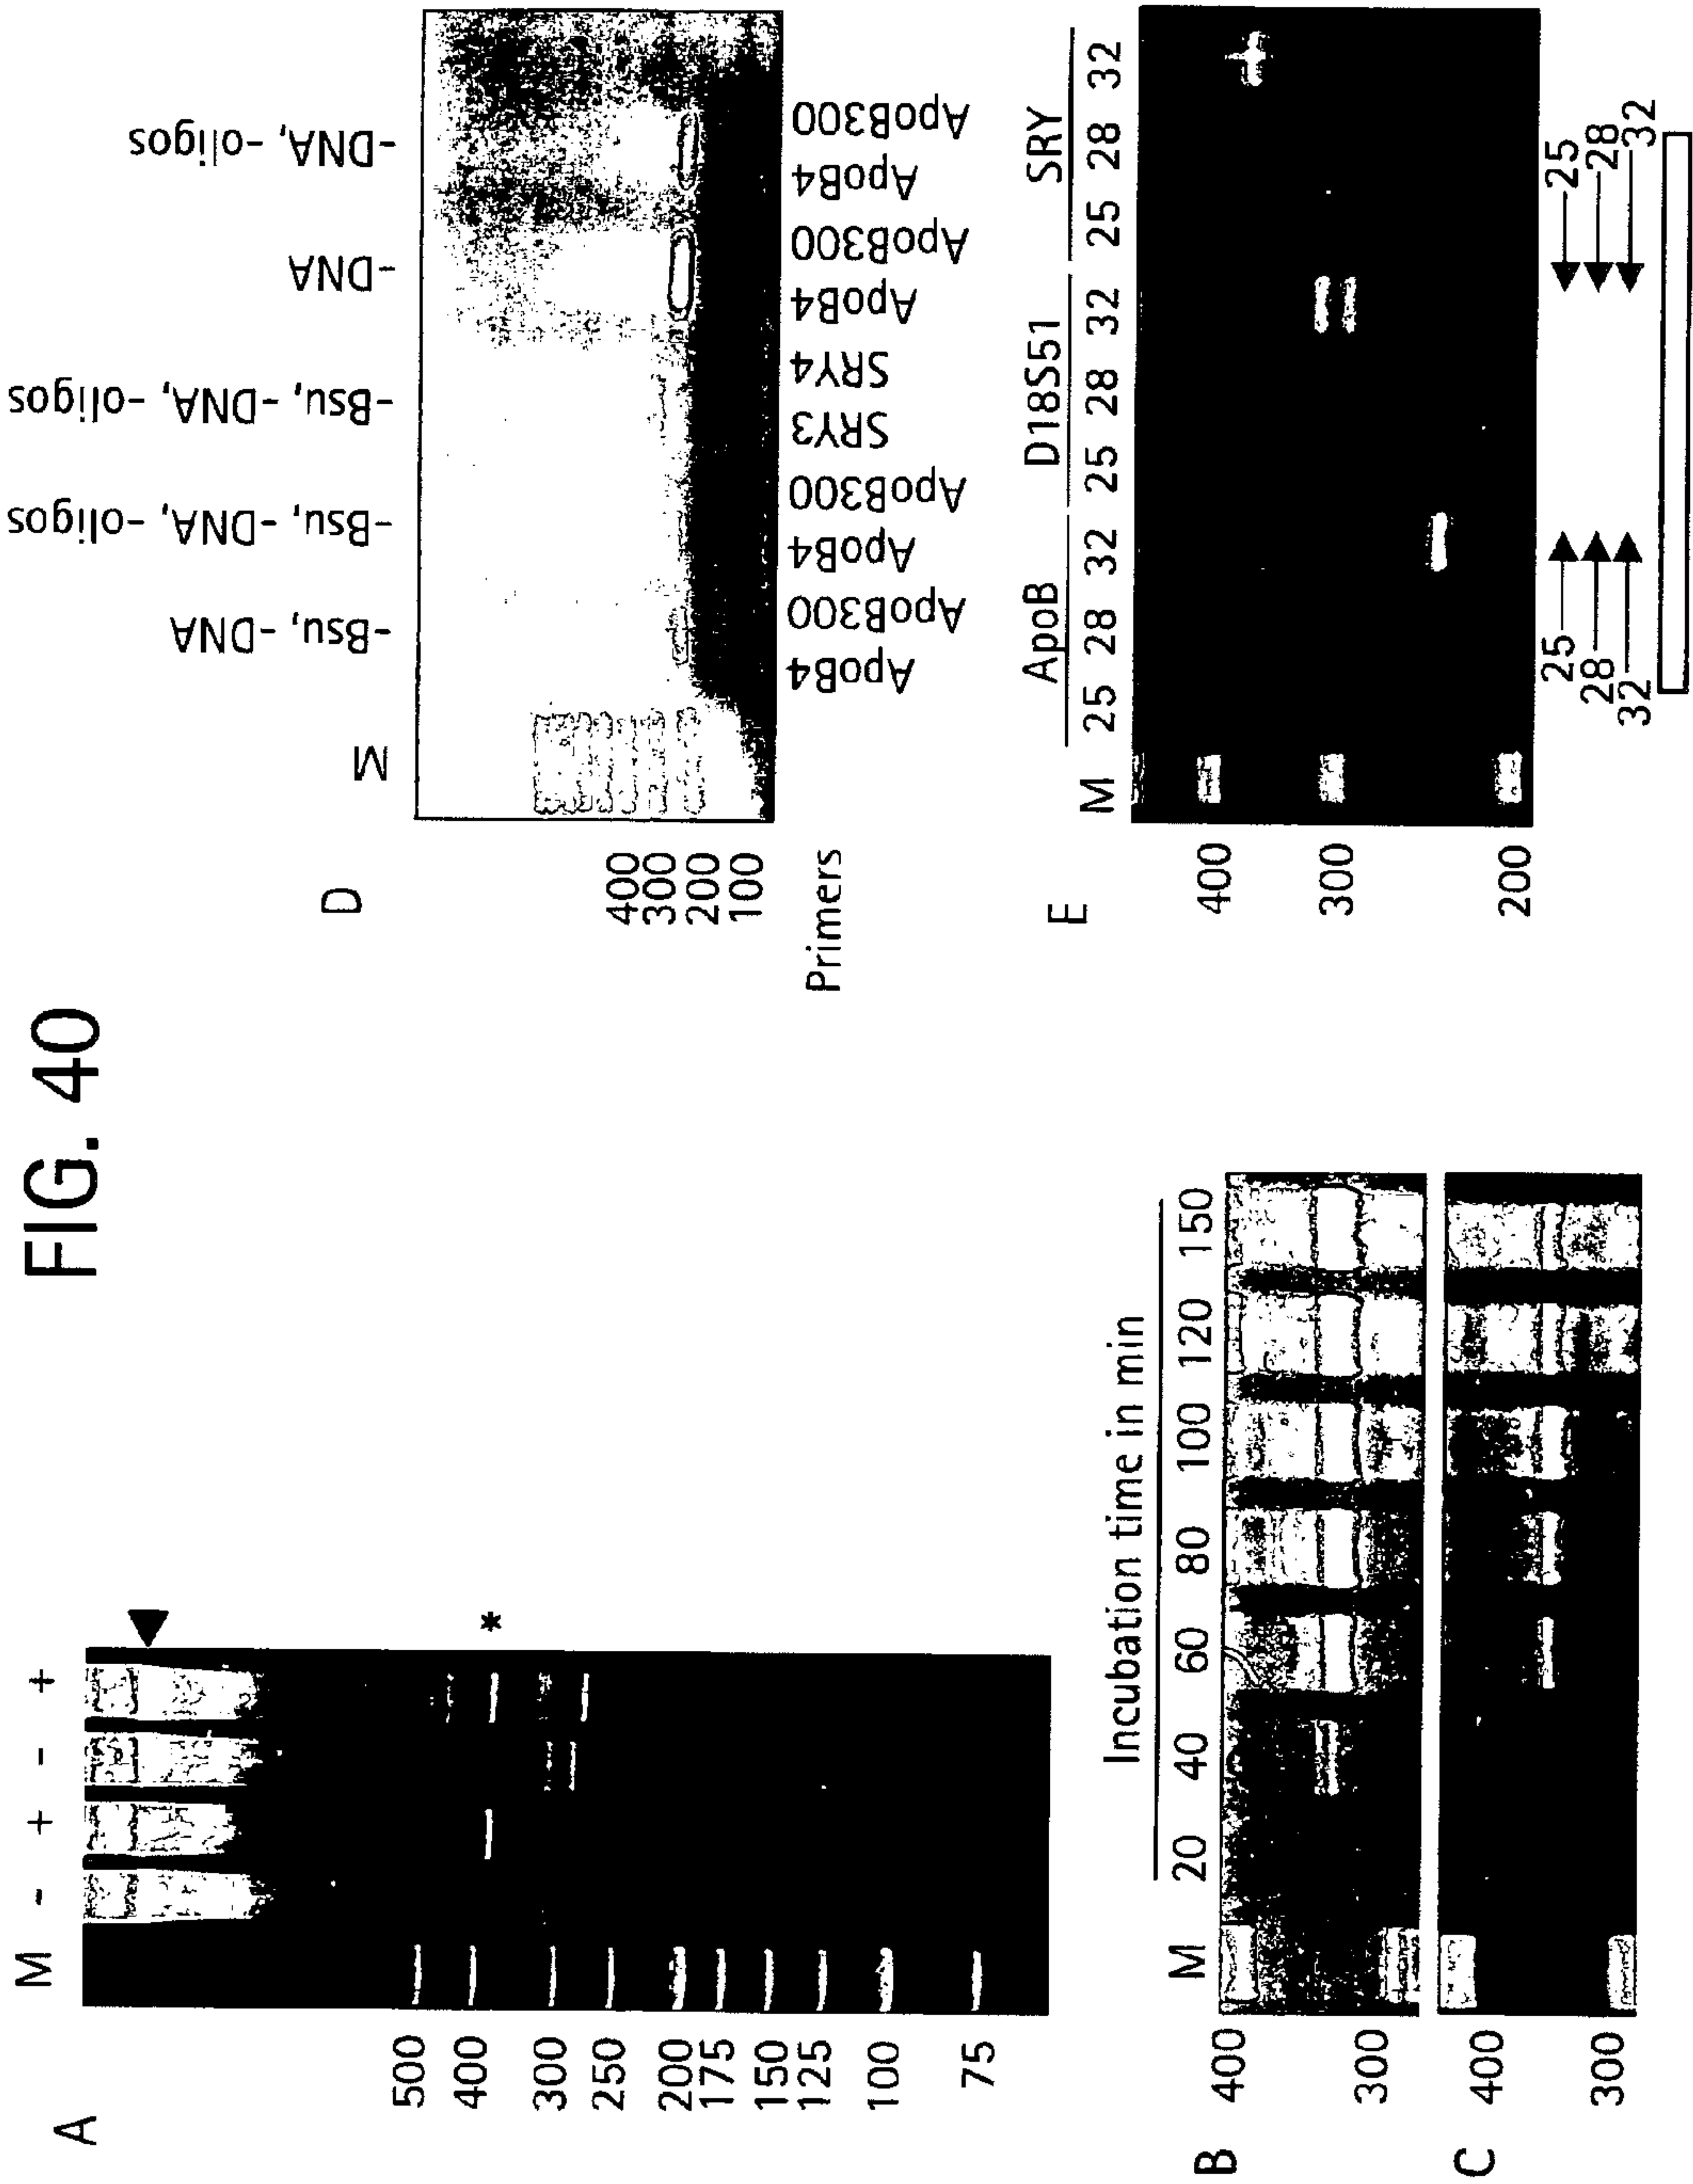 FIG. 40
A
M - + - +
500
400
300
250
200
175
150
125
100
75
*
B
Incubation time in min
M 20 40 60 80 100 120 150
400
300
C
400
300
D
M
-Bsu, -DNA
-Bsu, -DNA, -oligos
-Bsu, -DNA, -oligos
-DNA
-DNA, -oligos
400
300
200
100
Primers
ApoB4
ApoB300
ApoB4
ApoB300
SRY3
SRY4
ApoB4
ApoB300
ApoB4
ApoB300
E
ApoB D18S51 SRY
M 25 28 32 25 28 32 25 28 32
400
300
200
25 25
28 28
32 32